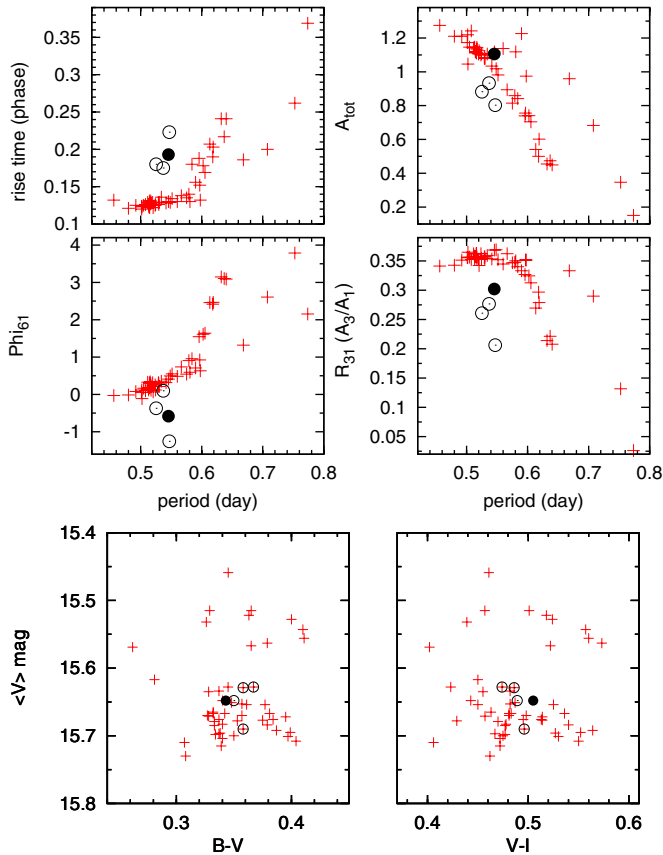 0.35
0.3
0.25
0.2
0.15
0.1
rise time (phase)
1.2
1
0.8
0.6
0.4
0.2
A_tot
4
3
2
1
0
-1
Phi_61
0.5 0.6 0.7 0.8
period (day)
0.35
0.3
0.25
0.2
0.15
0.1
0.05
R_31 (A_3/A_1)
0.5 0.6 0.7 0.8
period (day)
15.4
15.5
15.6
15.7
15.8
<V> mag
0.3 0.4
B-V
0.4 0.5 0.6
V-I